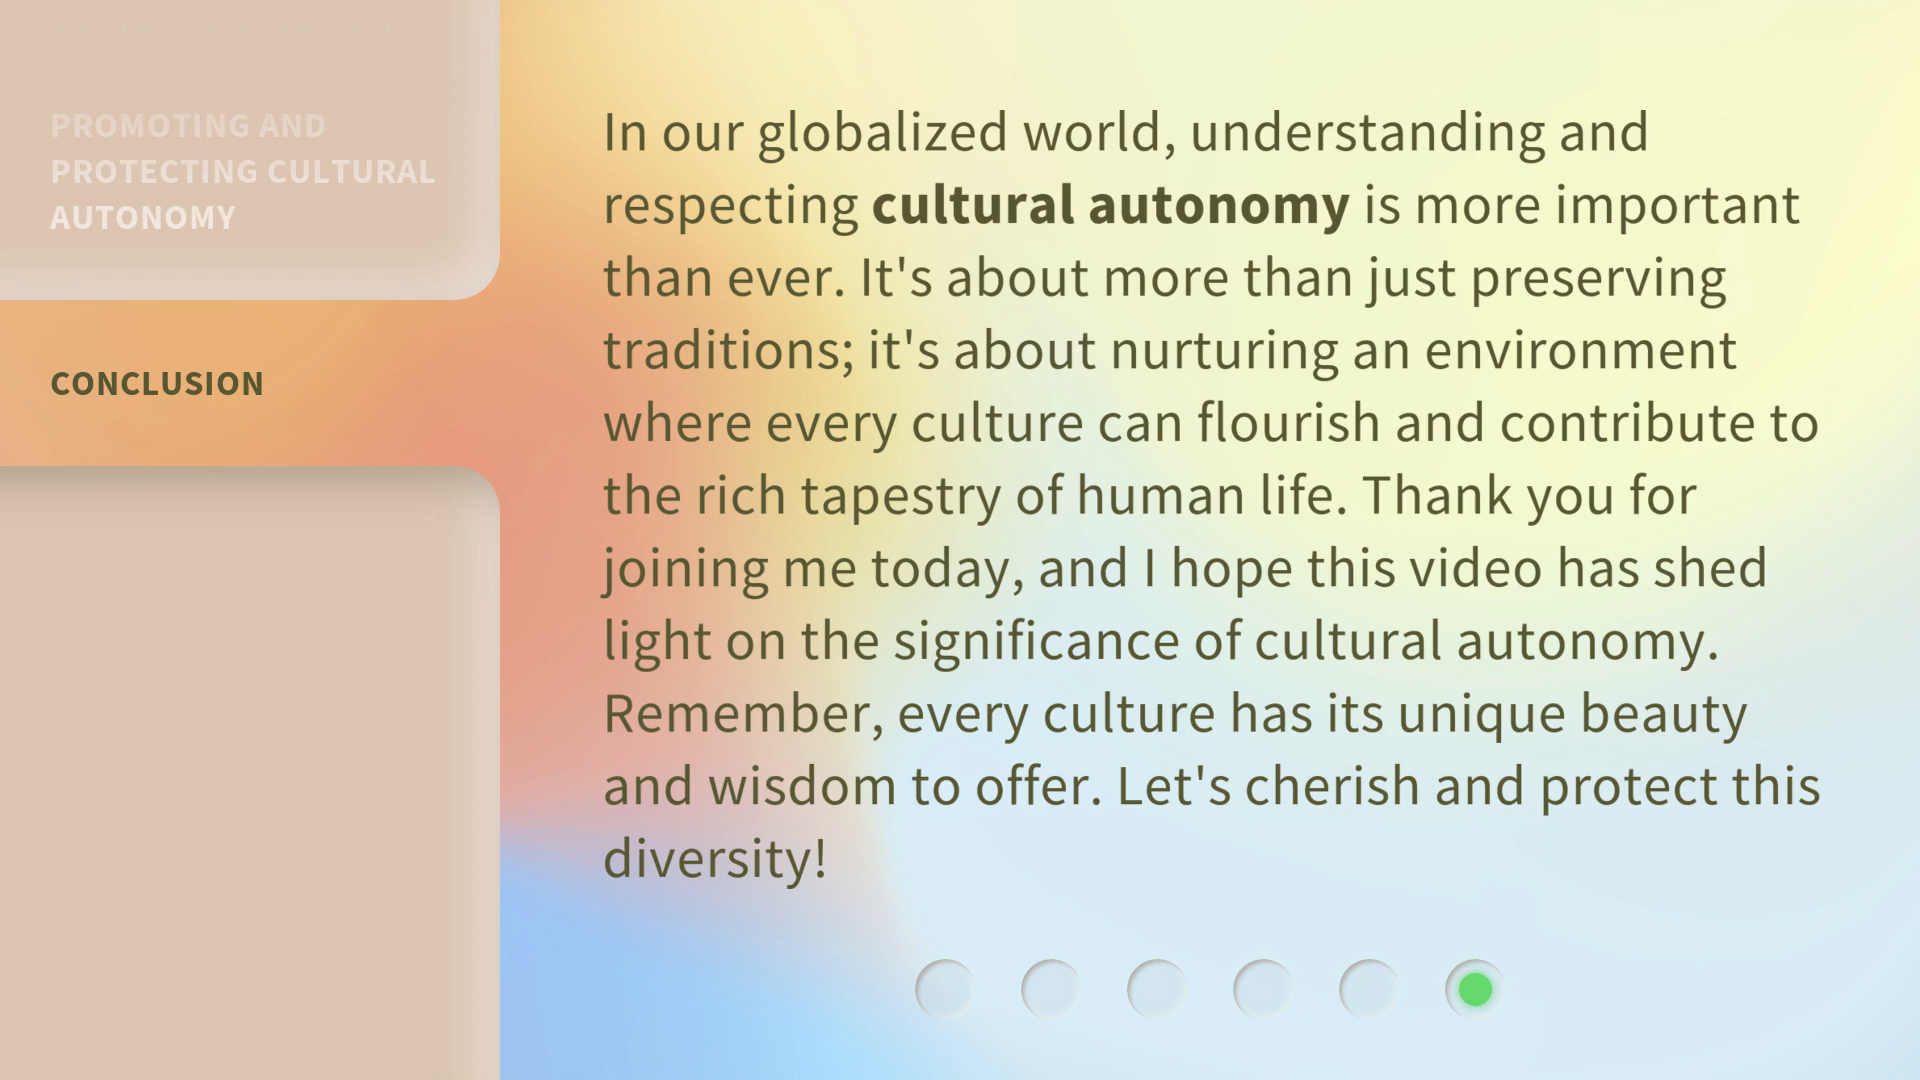 PROMOTING AND
PROTECTING CULTURAL
AUTONOMY
CONCLUSION
In our globalized world, understanding and
respecting cultural autonomy is more important
than ever. It's about more than just preserving
traditions; it's about nurturing an environment
where every culture can flourish and contribute to
the rich tapestry of human life. Thank you for
joining me today, and I hope this video has shed
light on the significance of cultural autonomy.
Remember, every culture has its unique beauty
and wisdom to offer. Let's cherish and protect this
diversity!